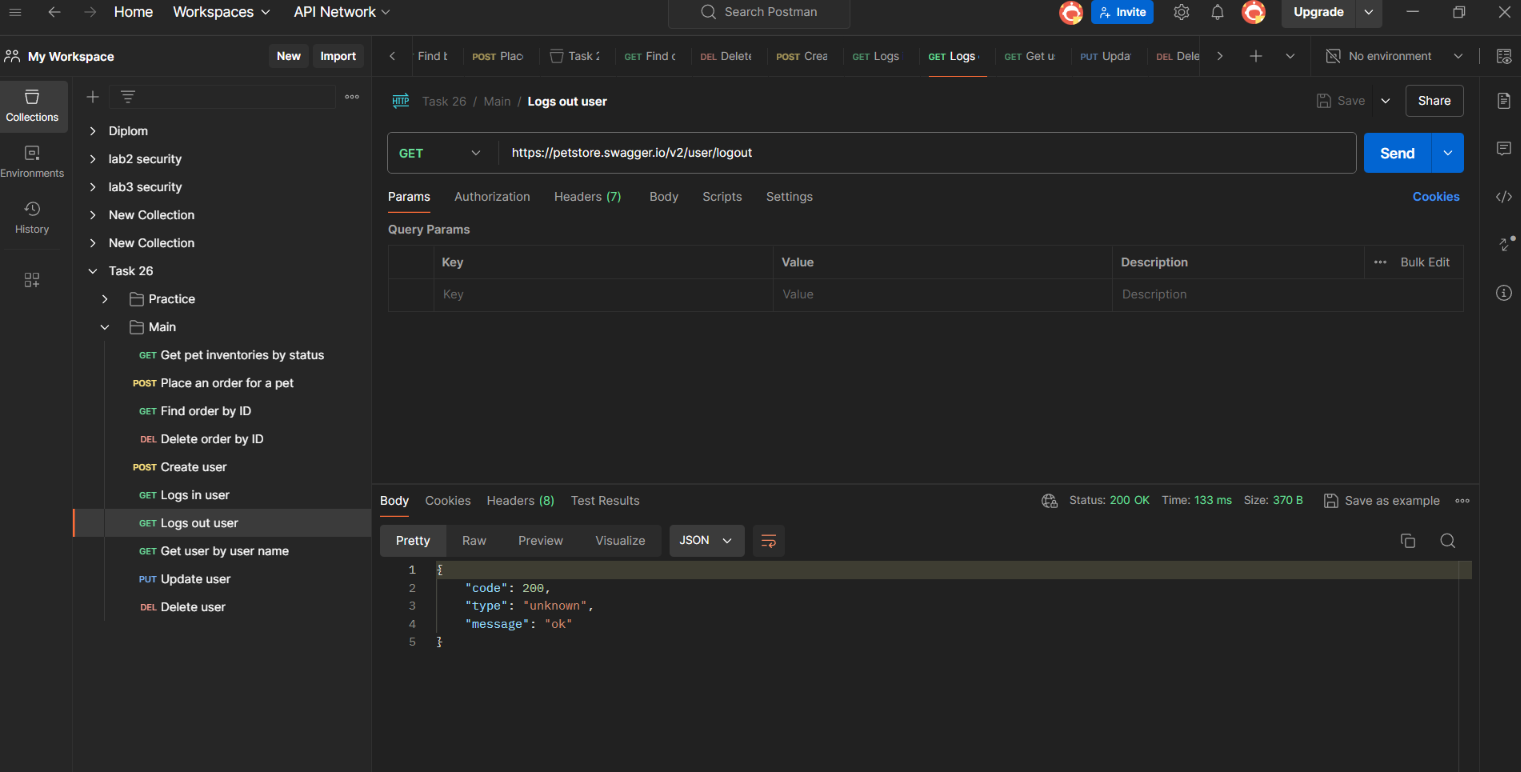 Home Workspaces API Network Search Postman Invite Upgrade
My Workspace New Import Find b POST Plac Task 2 GET Find o DEL Delete POST Crea GET Logs GET Logs GET Get u PUT Upda DEL Dele No environment
HTTP Task 26 / Main / Logs out user Save Share
Collections
Environments
History
Diplom
lab2 security
lab3 security
New Collection
New Collection
Task 26
Practice
Main
GET Get pet inventories by status
POST Place an order for a pet
GET Find order by ID
DEL Delete order by ID
POST Create user
GET Logs in user
GET Logs out user
GET Get user by user name
PUT Update user
DEL Delete user
GET https://petstore.swagger.io/v2/user/logout Send
Params Authorization Headers (7) Body Scripts Settings Cookies
Query Params
Key Value Description Bulk Edit
Key Value Description
Body Cookies Headers (8) Test Results Status: 200 OK Time: 133 ms Size: 370 B Save as example
Pretty Raw Preview Visualize JSON
1 {
2 "code": 200,
3 "type": "unknown",
4 "message": "ok"
5 }